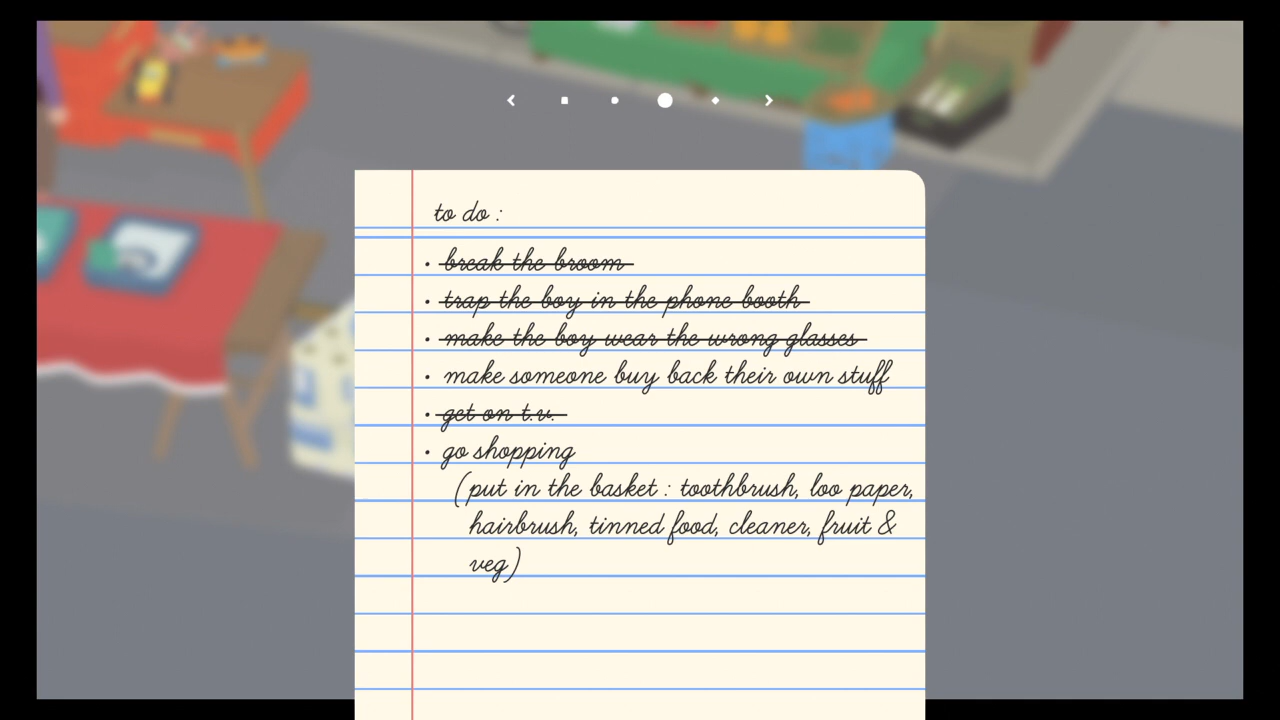 to do :
• break the broom
• trap the boy in the phone booth
• make the boy wear the wrong glasses
• make someone buy back their own stuff
• get on t.v.
• go shopping
(put in the basket : toothbrush, loo paper,
hairbrush, tinned food, cleaner, fruit &
veg)